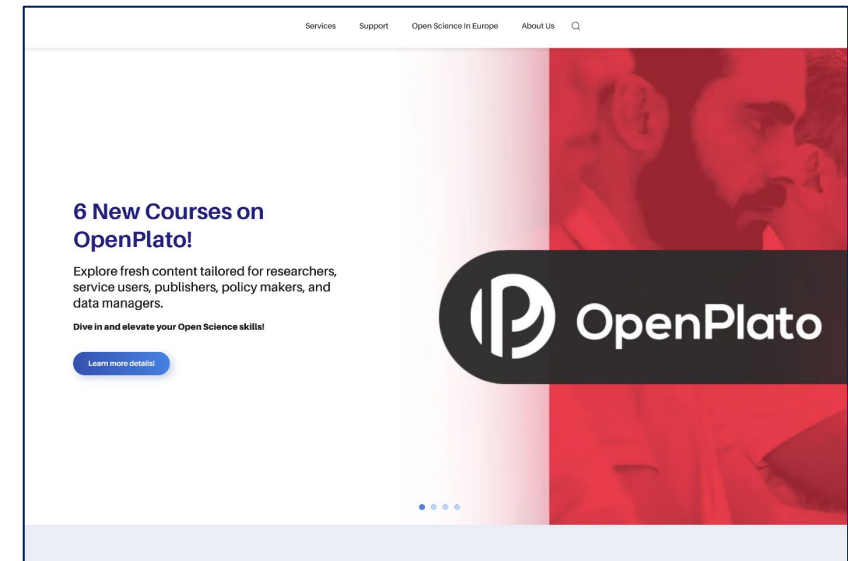 Services Support Open Science in Europe About Us
6 New Courses on
OpenPlato!
Explore fresh content tailored for researchers,
service users, publishers, policy makers, and
data managers.
Dive in and elevate your Open Science skills!
Learn more details!
OpenPlato